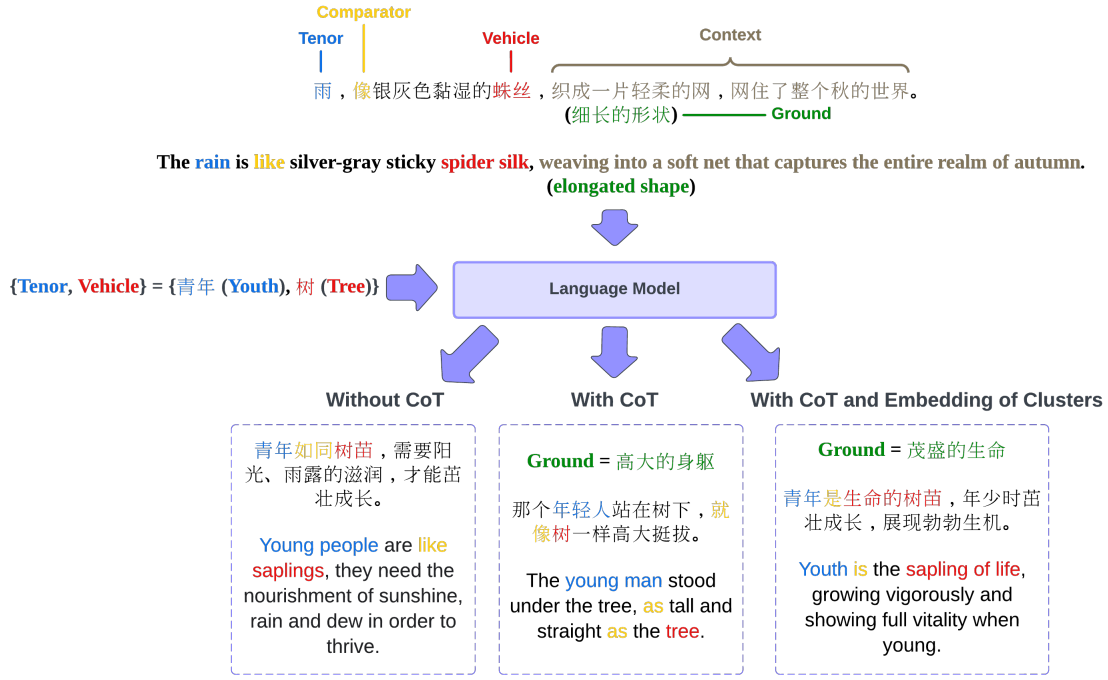 Comparator
Tenor
Vehicle
Context
雨，像银灰色黏湿的蛛丝，织成一片轻柔的网，网住了整个秋的世界。
(细长的形状)
Ground
The rain is like silver-gray sticky spider silk, weaving into a soft net that captures the entire realm of autumn.
(elongated shape)
{Tenor, Vehicle} = {青年 (Youth), 树 (Tree)}
Language Model
Without CoT
青年如同树苗，需要阳
光、雨露的滋润，才能茁
壮成长。
Young people are like
saplings, they need the
nourishment of sunshine,
rain and dew in order to
thrive.
With CoT
Ground = 高大的身躯
那个年轻人站在树下，就
像树一样高大挺拔。
The young man stood
under the tree, as tall and
straight as the tree.
With CoT and Embedding of Clusters
Ground = 茂盛的生命
青年是生命的树苗，年少时茁
壮成长，展现勃勃生机。
Youth is the sapling of life,
growing vigorously and
showing full vitality when
young.